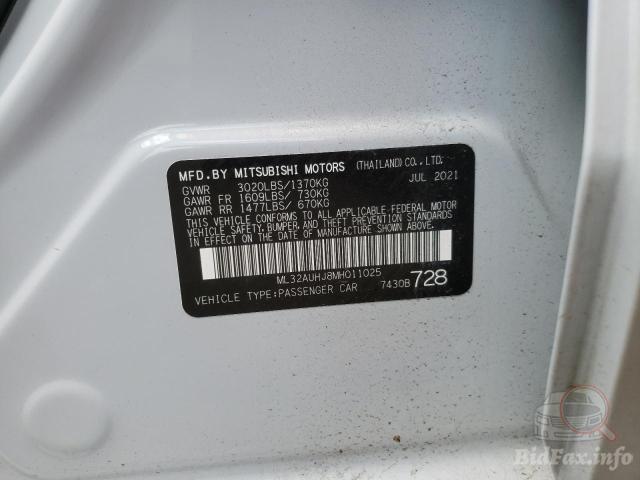 MFD.BY MITSUBISHI MOTORS (THAILAND) CO.,LTD.
GVWR 3020LBS/1370KG JUL 2021
GAWR FR 1609LBS/ 730KG
GAWR RR 1477LBS/ 670KG
THIS VEHICLE CONFORMS TO ALL APPLICABLE FEDERAL MOTOR
VEHICLE SAFETY, BUMPER, AND THEFT PREVENTION STANDARDS
IN EFFECT ON THE DATE OF MANUFACTURE SHOWN ABOVE.
ML32AUHJ8MH011025
VEHICLE TYPE:PASSENGER CAR 7430B 728
BidFax.info